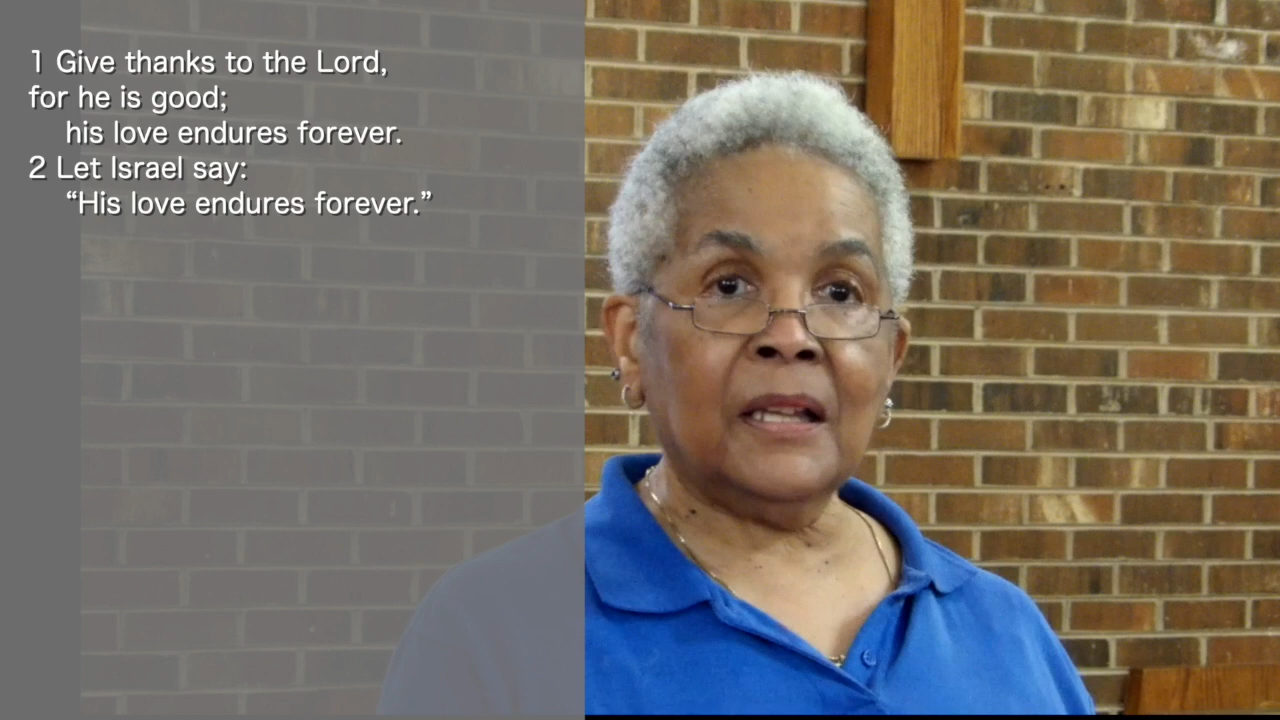 1 Give thanks to the Lord,
for he is good;
his love endures forever.
2 Let Israel say:
“His love endures forever.”